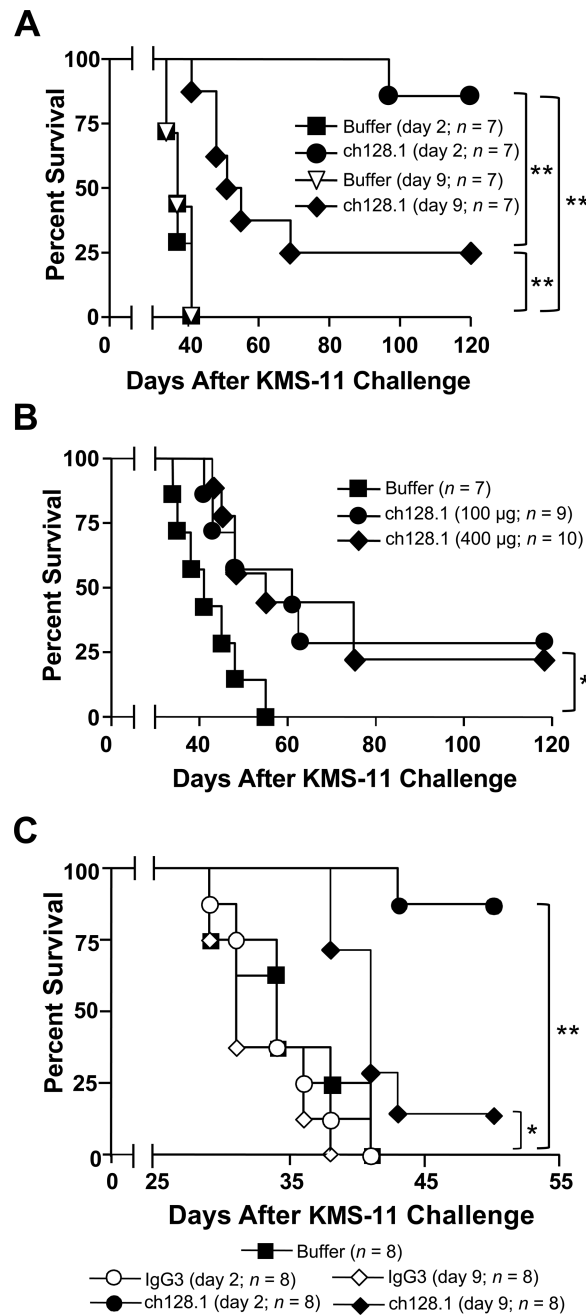 A
Percent Survival
100
75
50
25
0
Buffer (day 2; n = 7)
ch128.1 (day 2; n = 7)
Buffer (day 9; n = 7)
ch128.1 (day 9; n = 7)
**
**
**
0 40 60 80 100 120
Days After KMS-11 Challenge
B
Percent Survival
100
75
50
25
0
Buffer (n = 7)
ch128.1 (100 µg; n = 9)
ch128.1 (400 µg; n = 10)
*
0 40 60 80 100 120
Days After KMS-11 Challenge
C
Percent Survival
100
75
50
25
0
**
*
0 25 35 45 55
Days After KMS-11 Challenge
Buffer (n = 8)
IgG3 (day 2; n = 8) IgG3 (day 9; n = 8)
ch128.1 (day 2; n = 8) ch128.1 (day 9; n = 8)